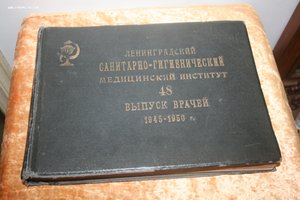 ЛЕНИНГРАДСКИЙ
САНИТАРНО-ГИГИЕНИЧЕСКИЙ
МЕДИЦИНСКИЙ ИНСТИТУТ
48
ВЫПУСК ВРАЧЕЙ
1945-1950 г.